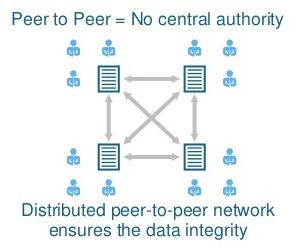 Peer to Peer = No central authority
Distributed peer-to-peer network
ensures the data integrity